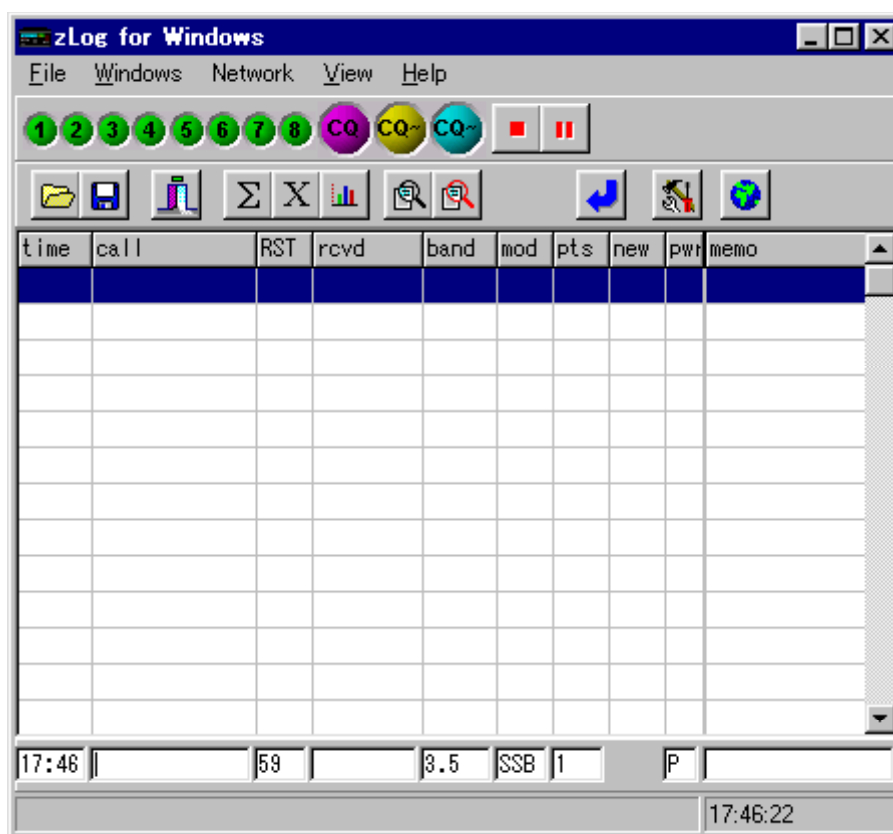 zLog for Windows
File Windows Network View Help
1 2 3 4 5 6 7 8 CQ CQ~ CQ~
Σ X
time call RST rcvd band mod pts new pwr memo
17:46 59 3.5 SSB 1 P
17:46:22